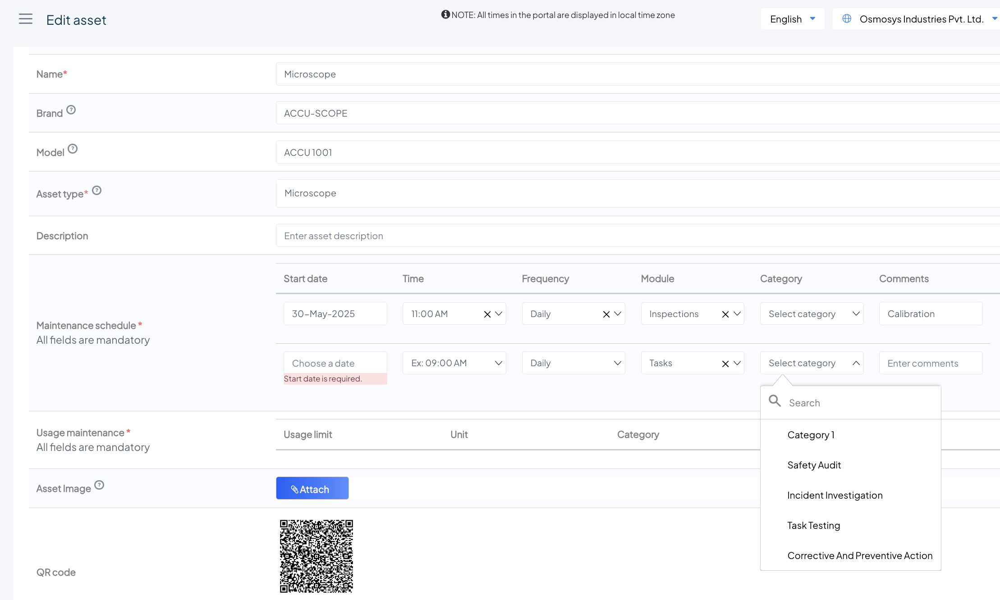 Edit asset
NOTE: All times in the portal are displayed in local time zone
English
Osmosys Industries Pvt. Ltd.
Name*
Microscope
Brand
ACCU-SCOPE
Model
ACCU 1001
Asset type*
Microscope
Description
Enter asset description
Maintenance schedule *
All fields are mandatory
Start date Time Frequency Module Category Comments
30-May-2025 11:00 AM Daily Inspections Select category Calibration
Choose a date Ex: 09:00 AM Daily Tasks Select category Enter comments
Start date is required.
Search
Category 1
Safety Audit
Incident Investigation
Task Testing
Corrective And Preventive Action
Usage maintenance *
All fields are mandatory
Usage limit Unit Category
Asset Image
Attach
QR code